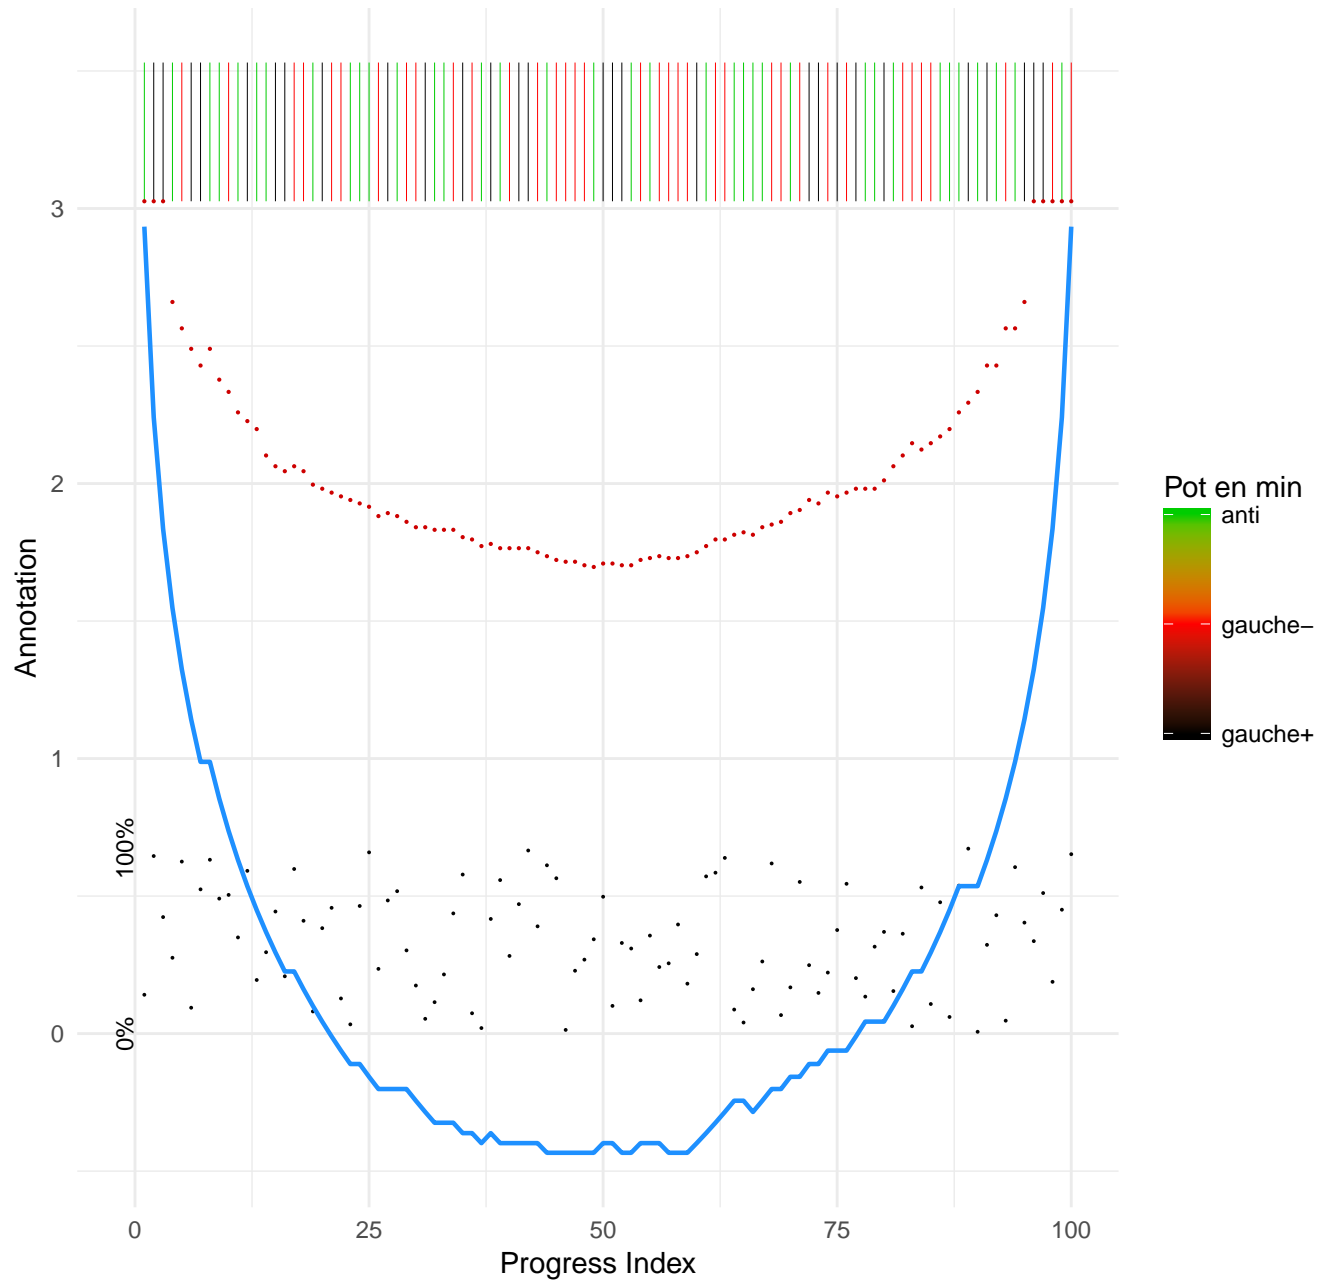 3
2
1
0
Annotation
100%
0%
0
25
50
75
100
Progress Index
Pot en min
anti
gauche−
gauche+